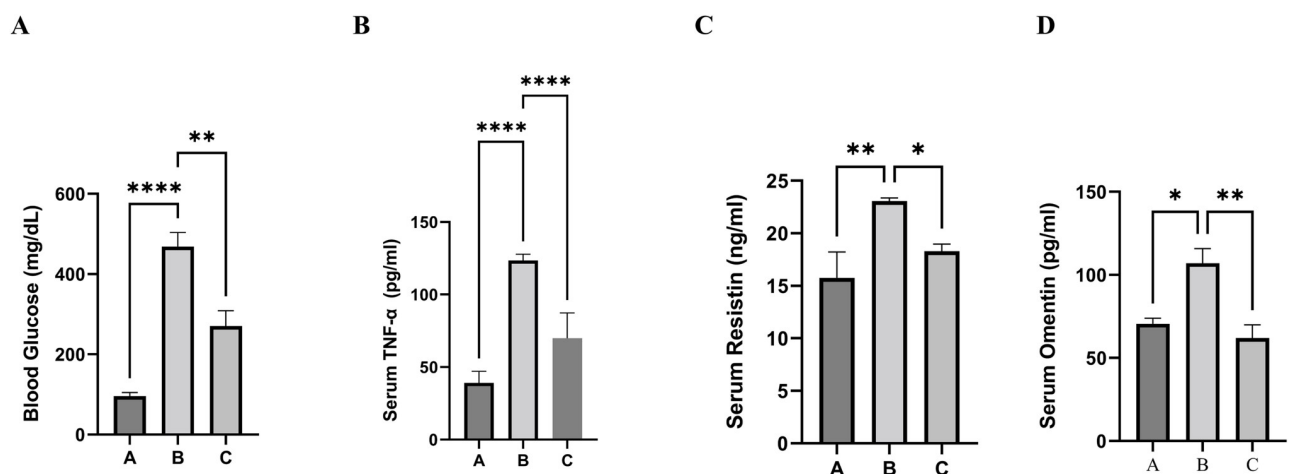 A
B
C
D
****
**
Blood Glucose (mg/dL)
600
400
200
0
A B C
****
****
Serum TNF-α (pg/ml)
150
100
50
0
A B C
**
*
Serum Resistin (ng/ml)
25
20
15
10
5
0
A B C
*
**
Serum Omentin (pg/ml)
150
100
50
0
A B C